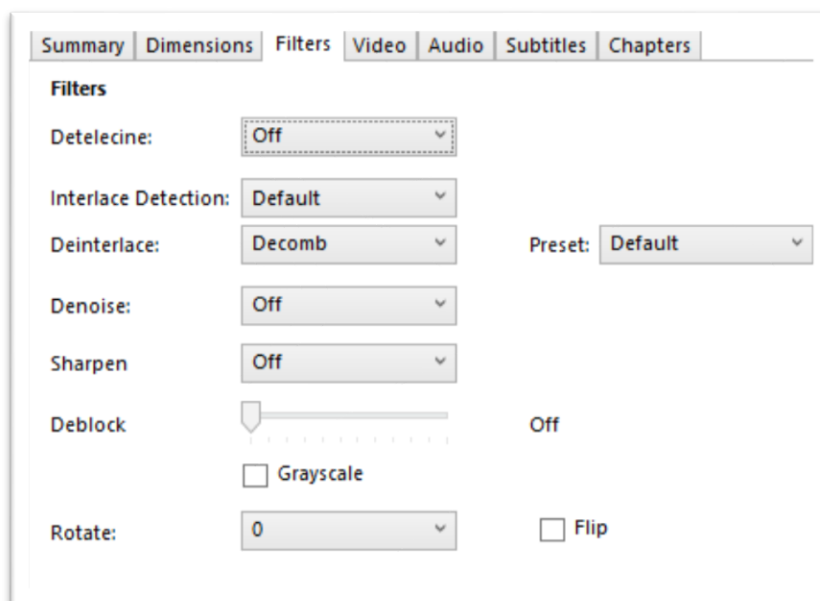 Summary Dimensions Filters Video Audio Subtitles Chapters
Filters
Detelecine: Off
Interlace Detection: Default
Deinterlace: Decomb Preset: Default
Denoise: Off
Sharpen Off
Deblock Off
Grayscale
Rotate: 0 Flip